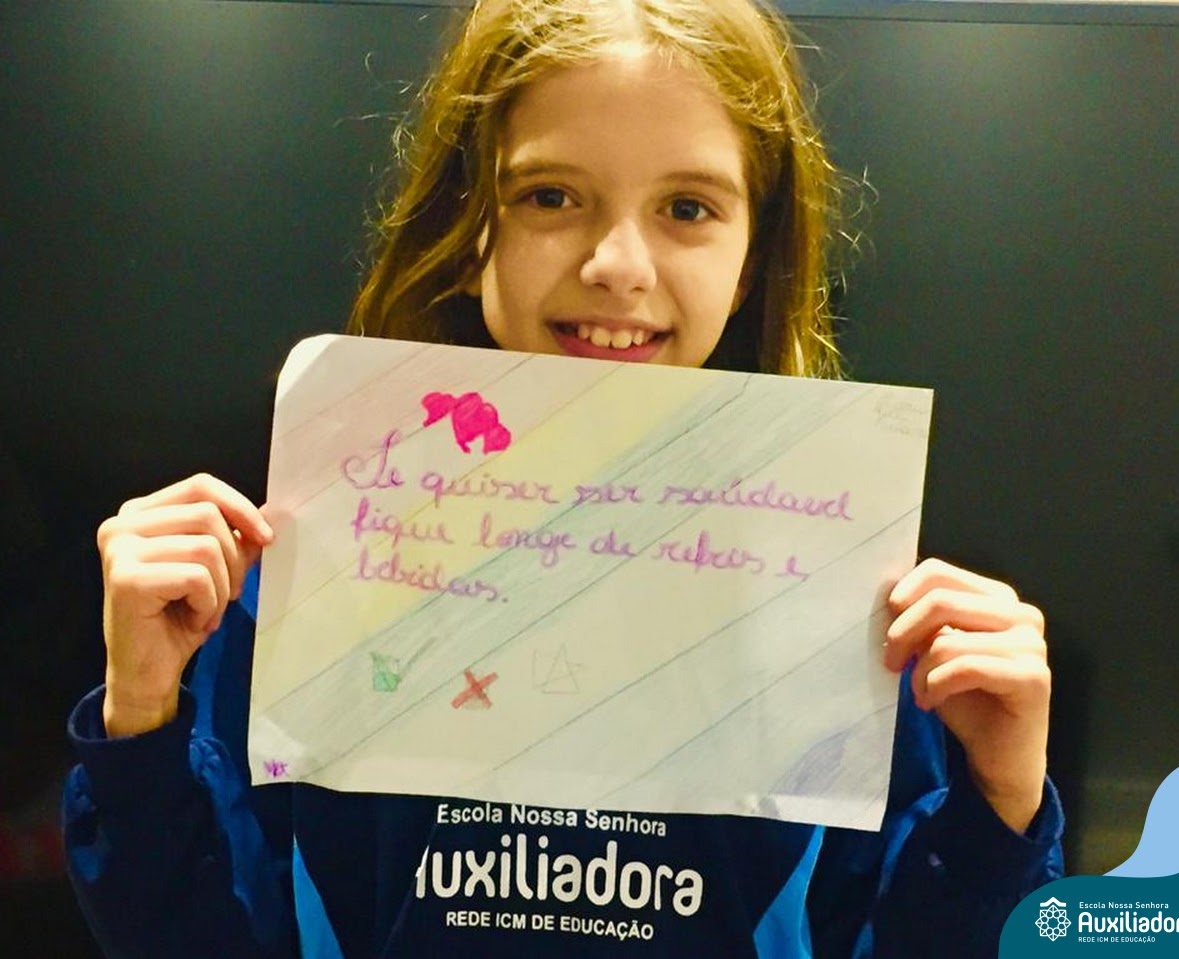 Se quiser ser saudavel
fique longe de refris e
bebidas.
Escola Nossa Senhora
Auxiliadora
REDE ICM DE EDUCAÇÃO
Escola Nossa Senhora
Auxiliador
REDE ICM DE EDUCAÇÃO